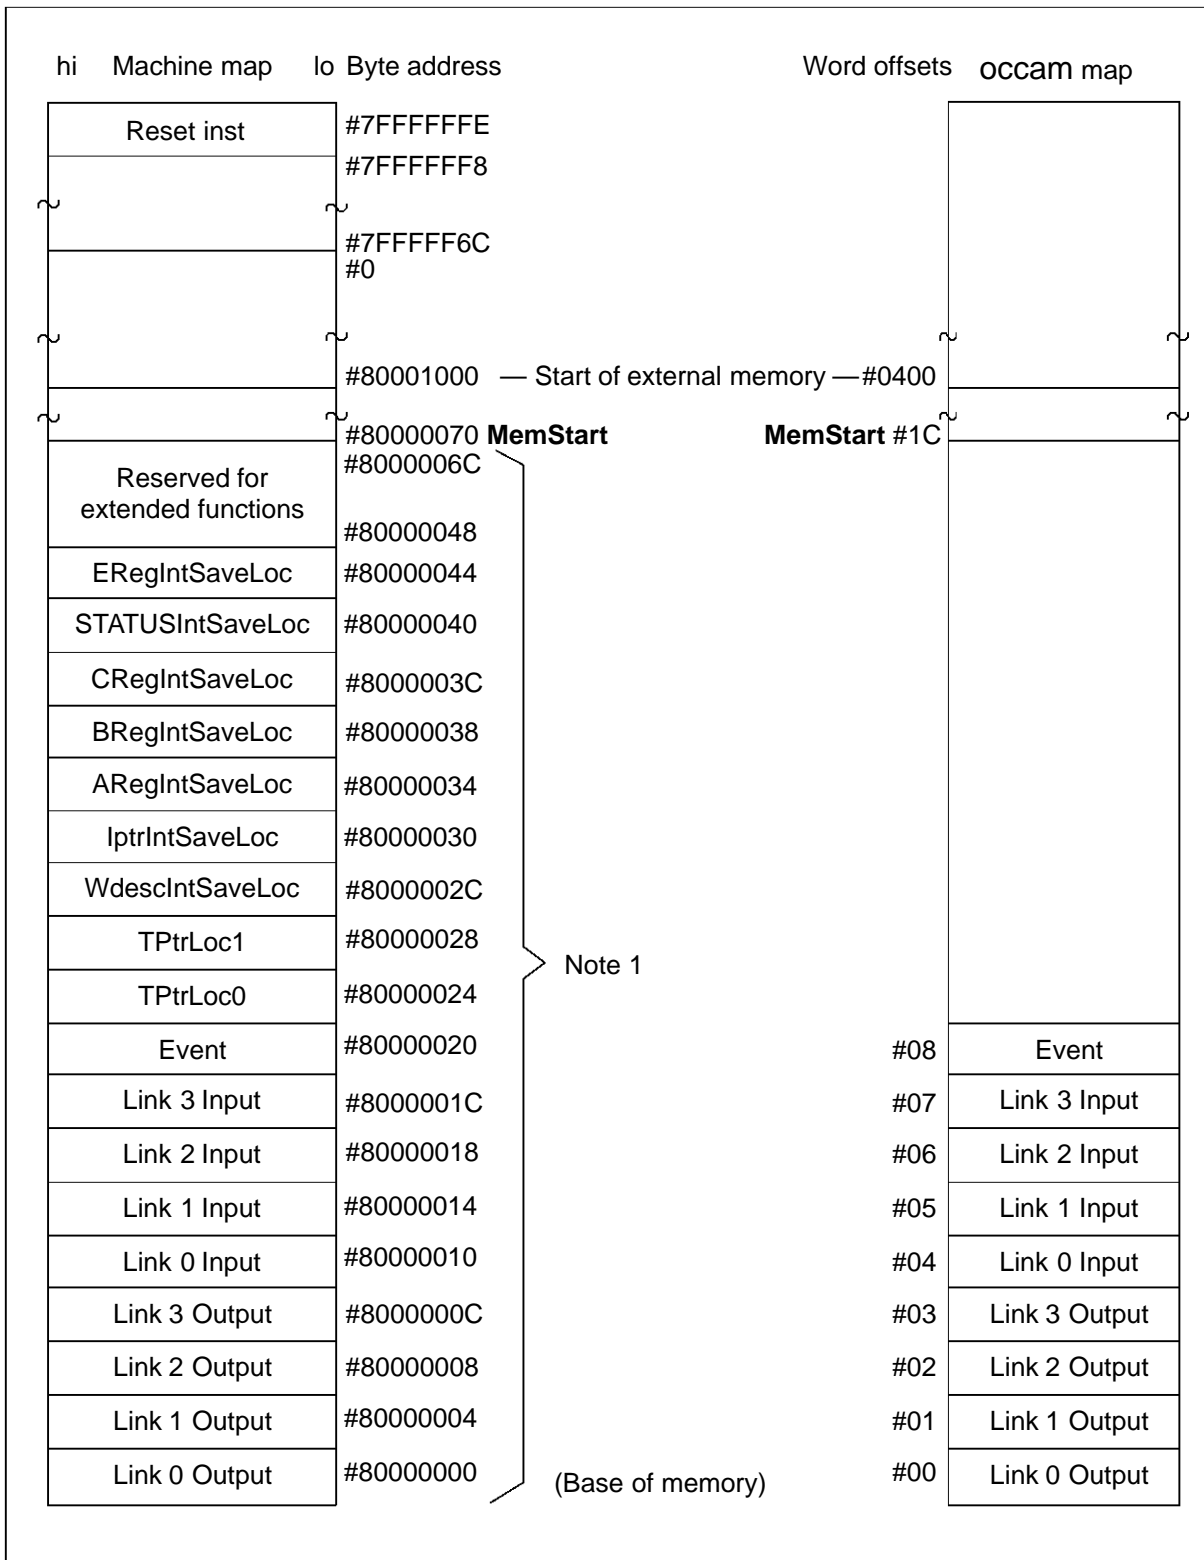 hi Machine map lo Byte address Word offsets occam map
Reset inst #7FFFFFFE
#7FFFFFF8
#7FFFFF6C
#0
#80001000 — Start of external memory — #0400
#80000070 MemStart MemStart #1C
Reserved for extended functions #8000006C
#80000048
ERegIntSaveLoc #80000044
STATUSIntSaveLoc #80000040
CRegIntSaveLoc #8000003C
BRegIntSaveLoc #80000038
ARegIntSaveLoc #80000034
IptrIntSaveLoc #80000030
WdescIntSaveLoc #8000002C
TPtrLoc1 #80000028
Note 1
TPtrLoc0 #80000024
Event #80000020 #08 Event
Link 3 Input #8000001C #07 Link 3 Input
Link 2 Input #80000018 #06 Link 2 Input
Link 1 Input #80000014 #05 Link 1 Input
Link 0 Input #80000010 #04 Link 0 Input
Link 3 Output #8000000C #03 Link 3 Output
Link 2 Output #80000008 #02 Link 2 Output
Link 1 Output #80000004 #01 Link 1 Output
Link 0 Output #80000000 (Base of memory) #00 Link 0 Output